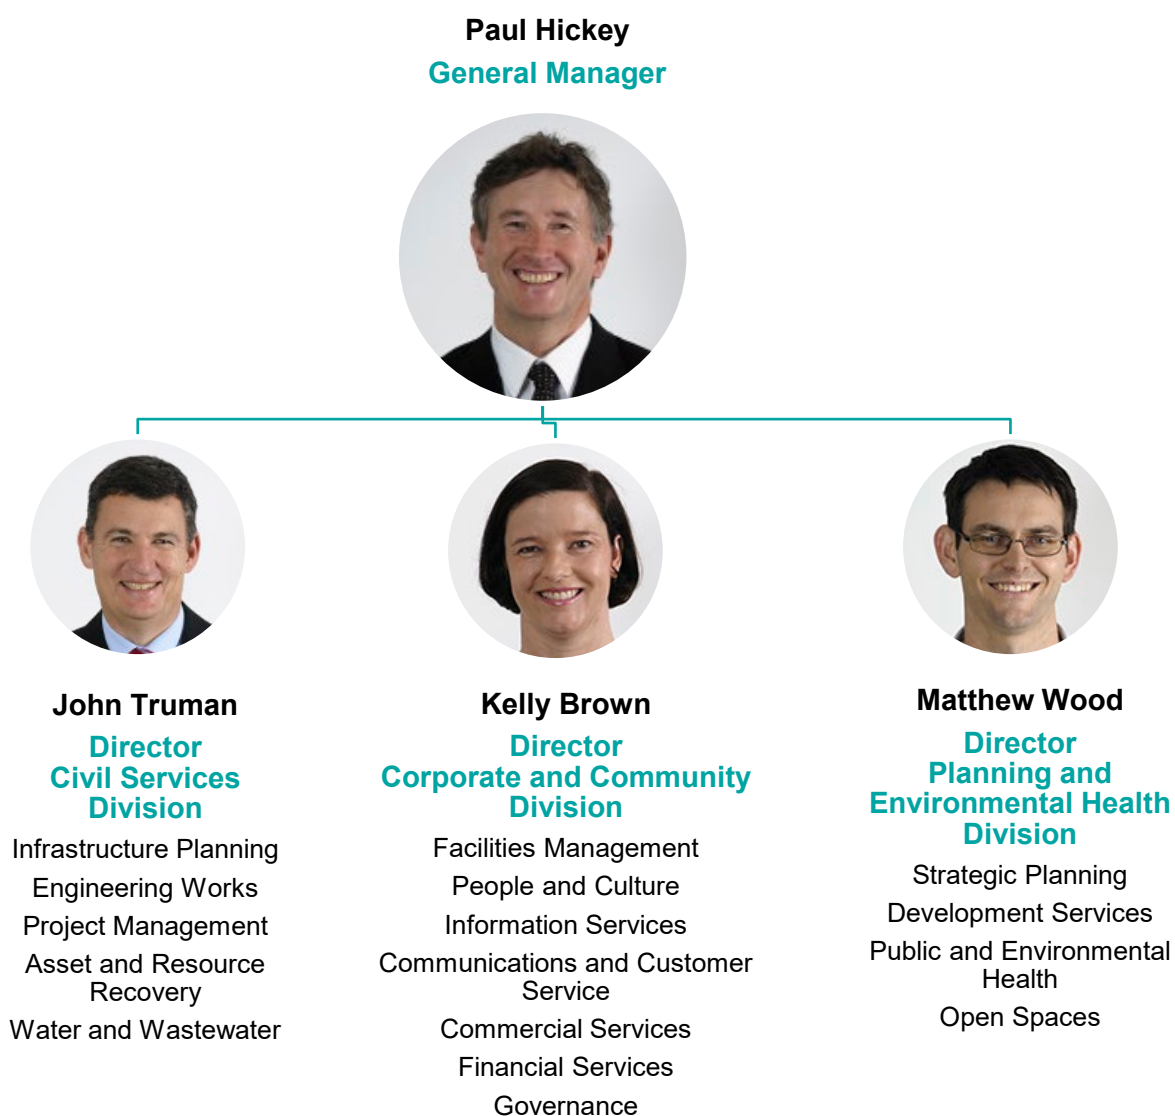 Paul Hickey
General Manager
John Truman
Director
Civil Services
Division
Infrastructure Planning
Engineering Works
Project Management
Asset and Resource
Recovery
Water and Wastewater
Kelly Brown
Director
Corporate and Community
Division
Facilities Management
People and Culture
Information Services
Communications and Customer
Service
Commercial Services
Financial Services
Governance
Matthew Wood
Director
Planning and
Environmental Health
Division
Strategic Planning
Development Services
Public and Environmental
Health
Open Spaces